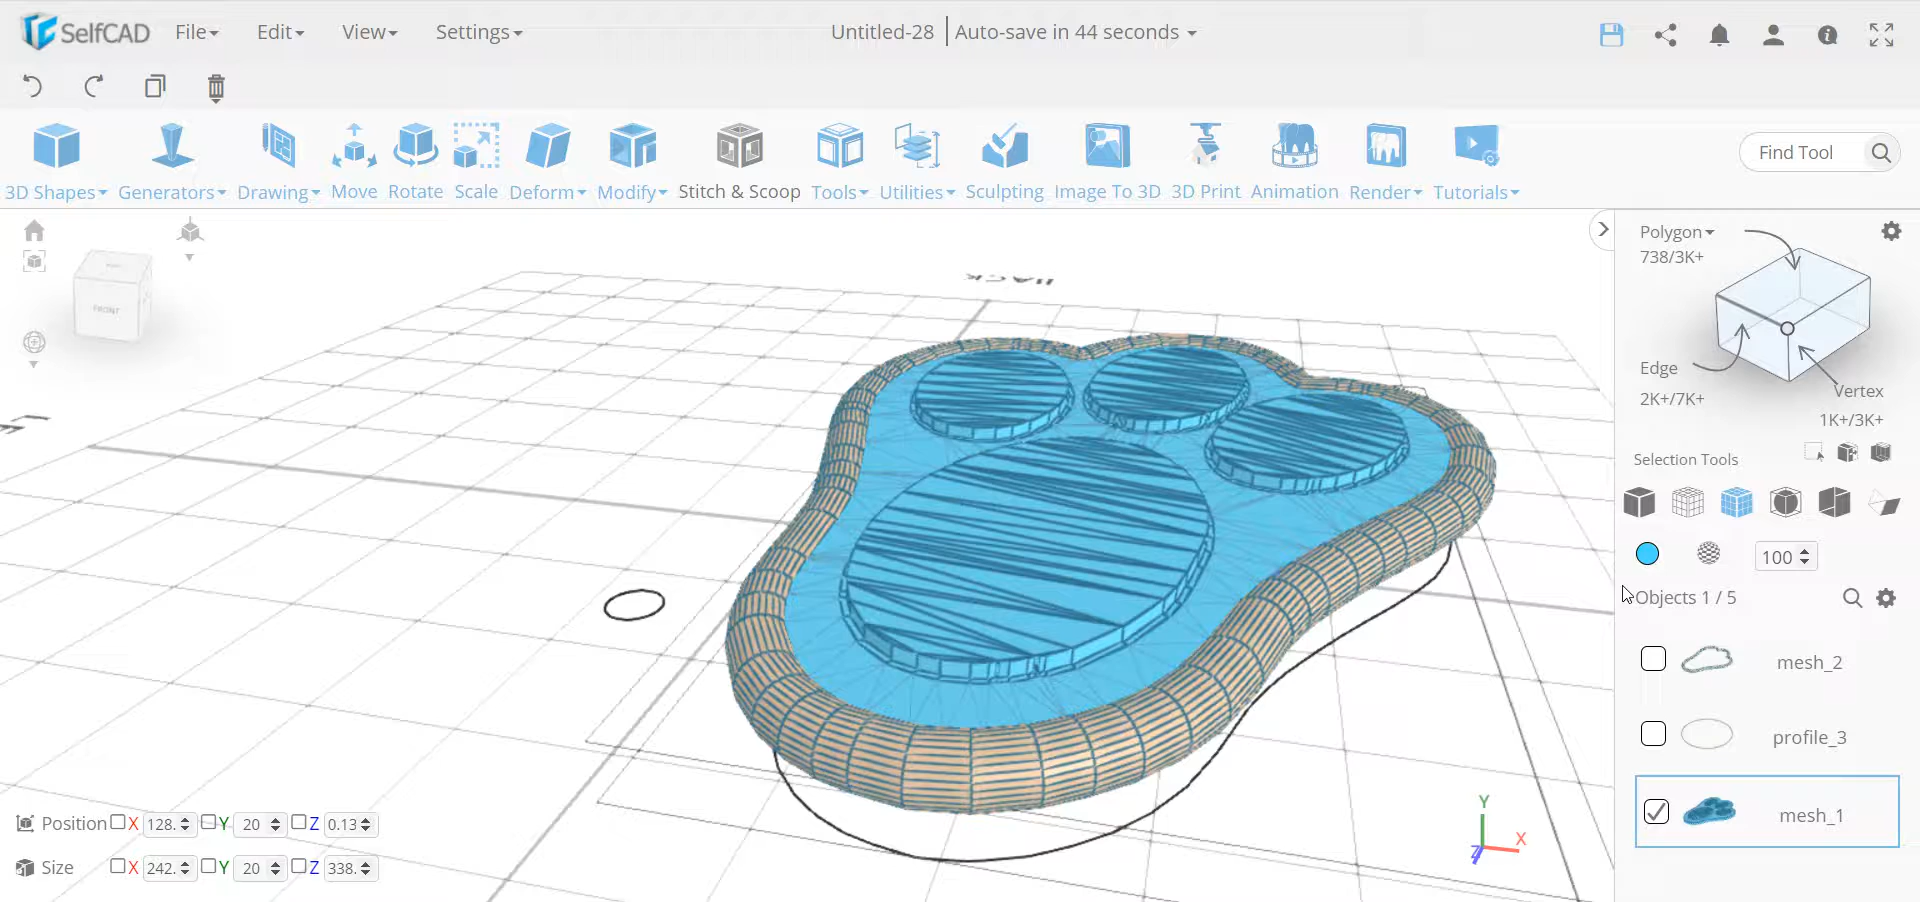 SelfCAD File Edit View Settings Untitled-28 Auto-save in 44 seconds
3D Shapes Generators Drawing Move Rotate Scale Deform Modify Stitch & Scoop Tools Utilities Sculpting Image To 3D 3D Print Animation Render Tutorials Find Tool
FRONT
BACK
Polygon
738/3K+
Edge
2K+/7K+
Vertex
1K+/3K+
Selection Tools
100
Objects 1 / 5
mesh_2
profile_3
mesh_1
Position X 128. Y 20 Z 0.13
Size X 242. Y 20 Z 338.
Y
X
Z